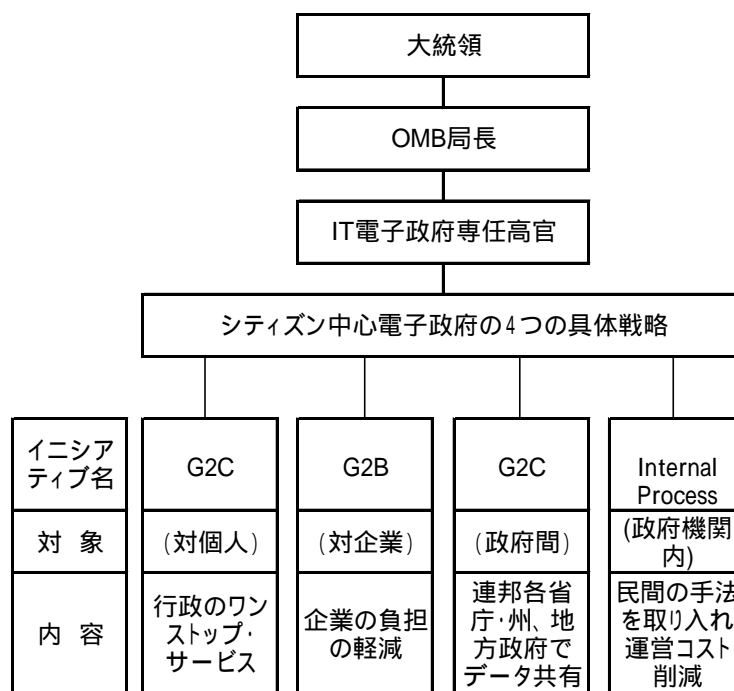 大統領
OMB局長
IT電子政府専任高官
シティズン中心電子政府の4つの具体戦略
イニシア
ティブ名
G2C
G2B
G2C
Internal
Process
対 象
(対個人)
(対企業)
(政府間)
(政府機関
内)
内 容
行政のワン
ストップ・
サービス
企業の負担
の軽減
連邦各省
庁・州、地
方政府で
データ共有
民間の手法
を取り入れ
運営コスト
削減